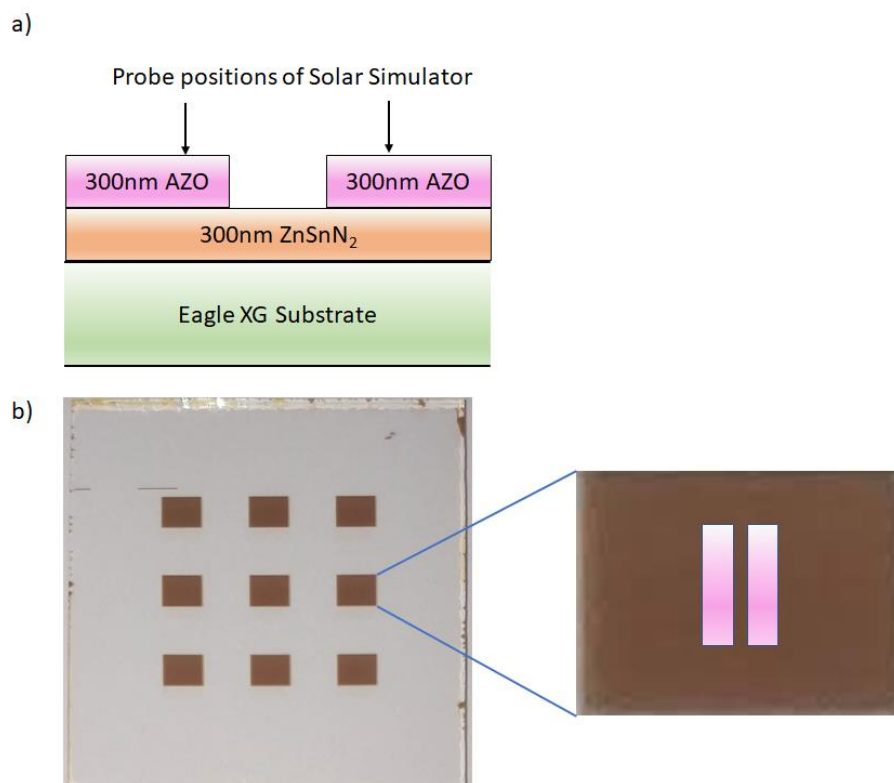 a)
Probe positions of Solar Simulator
300nm AZO
300nm AZO
300nm ZnSnN₂
Eagle XG Substrate
b)